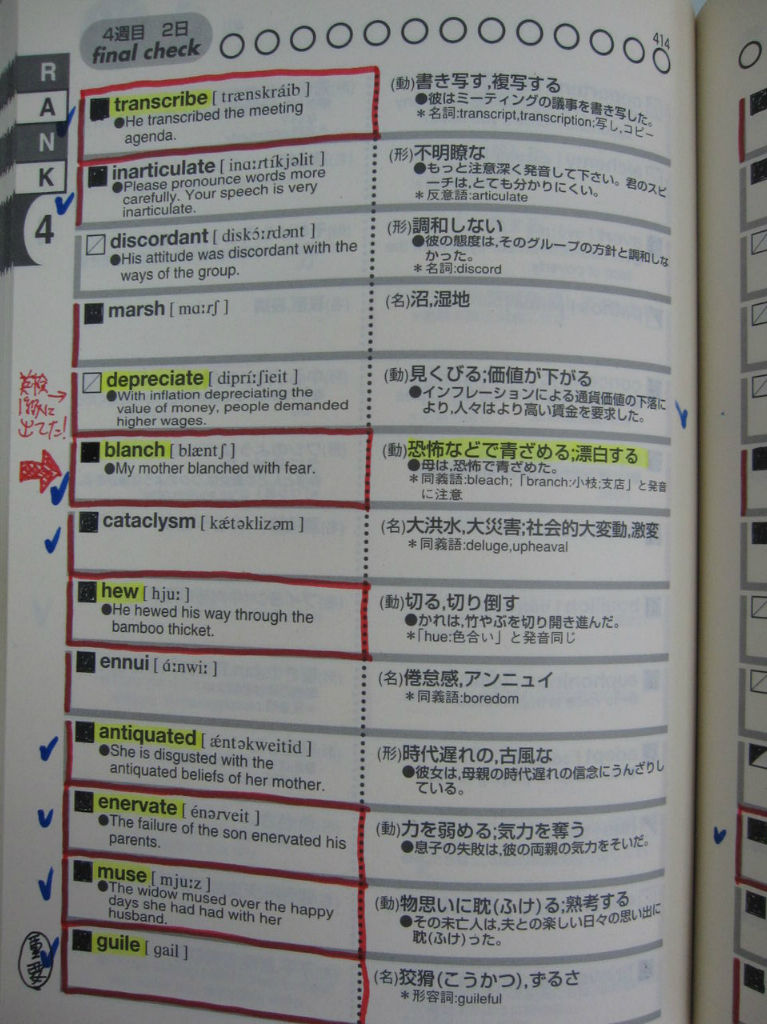 4週目 2日
final check
414
RANK
4
transcribe [ trænskráib ]
●He transcribed the meeting
agenda.
(動)書き写す,複写する
●彼はミーティングの議事を書き写した。
＊名詞:transcript,transcription;写し,コピー
inarticulate [ inɑːrtíkjəlit ]
●Please pronounce words more
carefully. Your speech is very
inarticulate.
(形)不明瞭な
●もっと注意深く発音して下さい。君のスピ
ーチは,とても分かりにくい。
＊反意語:articulate
discordant [ diskɔ́ːrdənt ]
●His attitude was discordant with the
ways of the group.
(形)調和しない
●彼の態度は,そのグループの方針と調和しな
かった。
＊名詞:discord
marsh [ mɑːrʃ ]
(名)沼,湿地
depreciate [ dipríːʃieit ]
●With inflation depreciating the
value of money, people demanded
higher wages.
(動)見くびる;価値が下がる
●インフレーションによる通貨価値の下落に
より,人々はより高い賃金を要求した。
英検→
1級に
出てた!
blanch [ blæntʃ ]
●My mother blanched with fear.
(動)恐怖などで青ざめる;漂白する
●母は,恐怖で青ざめた。
＊同義語:bleach;「branch:小枝;支店」と発音
に注意
cataclysm [ kǽtəklizəm ]
(名)大洪水,大災害;社会的大変動,激変
＊同義語:deluge,upheaval
hew [ hjuː ]
●He hewed his way through the
bamboo thicket.
(動)切る,切り倒す
●かれは,竹やぶを切り開き進んだ。
＊「hue:色合い」と発音同じ
ennui [ ɑ́ːnwiː ]
(名)倦怠感,アンニュイ
＊同義語:boredom
antiquated [ ǽntəkweitid ]
●She is disgusted with the
antiquated beliefs of her mother.
(形)時代遅れの,古風な
●彼女は,母親の時代遅れの信念にうんざりし
ている。
enervate [ énərveit ]
●The failure of the son enervated his
parents.
(動)力を弱める;気力を奪う
●息子の失敗は,彼の両親の気力をそいだ。
muse [ mjuːz ]
●The widow mused over the happy
days she had had with her
husband.
(動)物思いに耽(ふけ)る;熟考する
●その未亡人は,夫との楽しい日々の思い出に
耽(ふけ)った。
重要
guile [ gail ]
(名)狡猾(こうかつ),ずるさ
＊形容詞:guileful